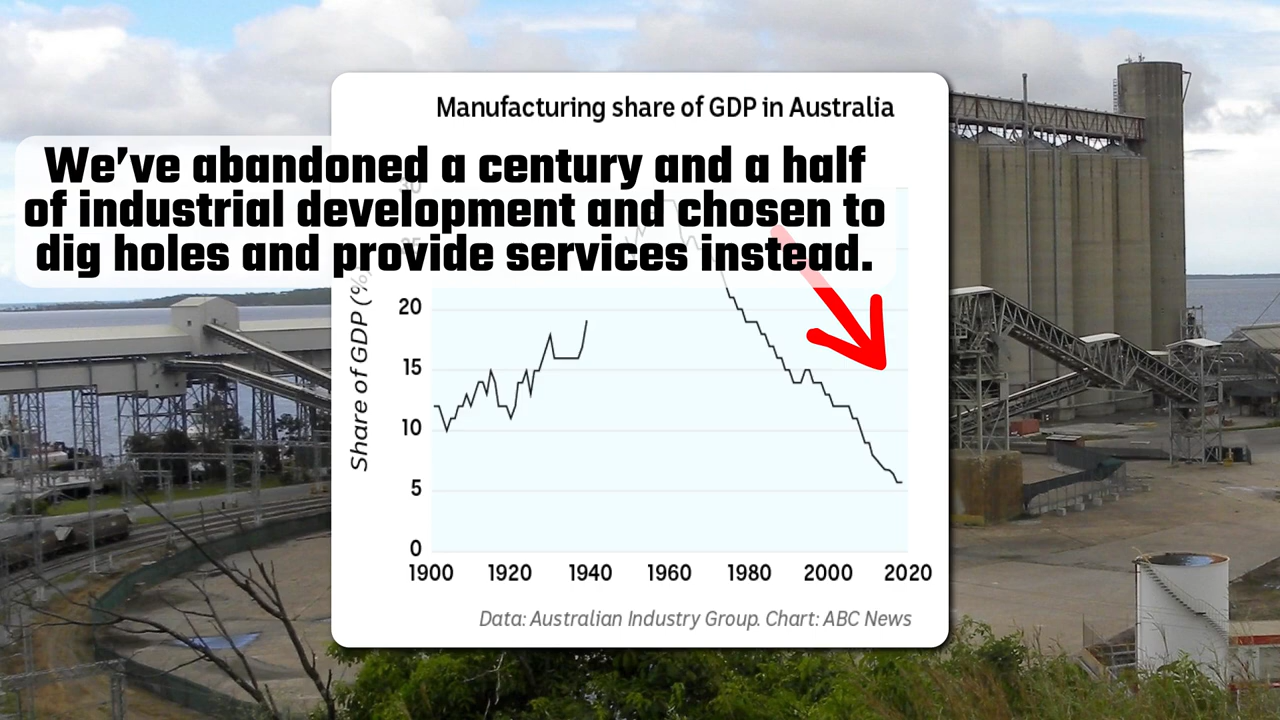 Manufacturing share of GDP in Australia
We've abandoned a century and a half
of industrial development and chosen to
dig holes and provide services instead.
Share of GDP (%)
20
15
10
5
0
1900 1920 1940 1960 1980 2000 2020
Data: Australian Industry Group. Chart: ABC News